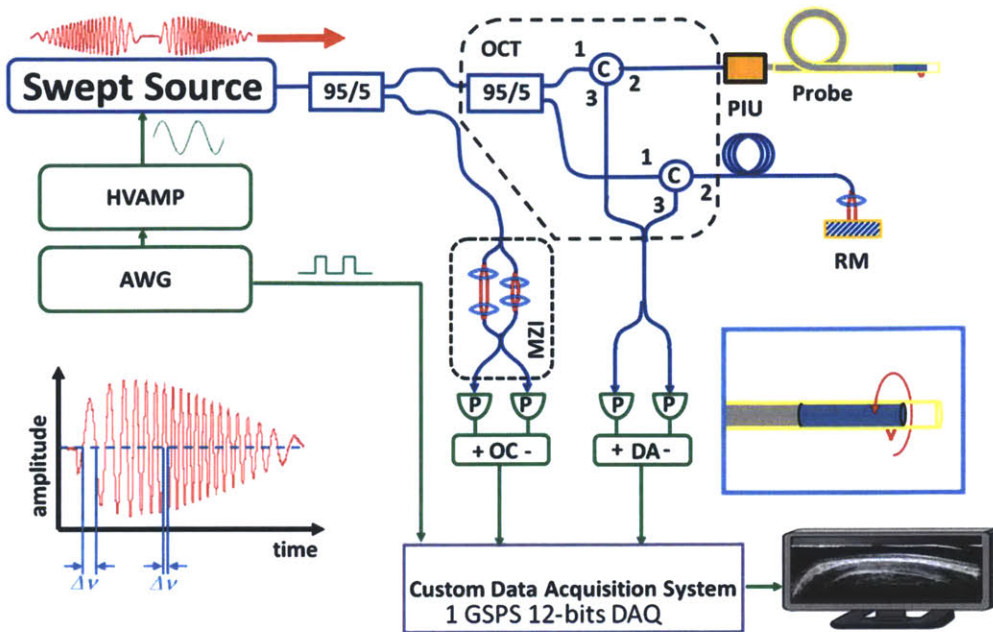 OCT
1
C
2
3
Swept Source
95/5
95/5
PIU
Probe
1
C
2
3
HVAMP
RM
AWG
MZI
P
P
P
P
+ OC -
+ DA -
amplitude
time
Δν
Δν
Custom Data Acquisition System
1 GSPS 12-bits DAQ